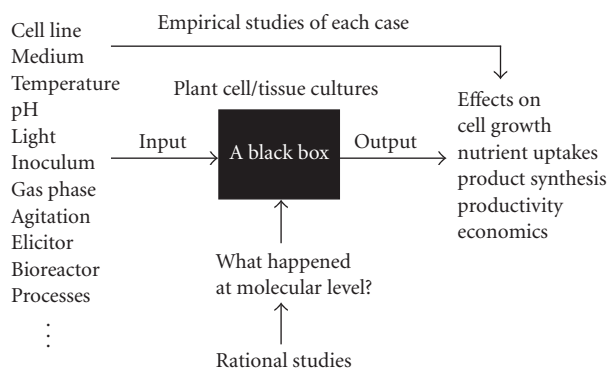 Cell line
Medium
Temperature
pH
Light
Inoculum
Gas phase
Agitation
Elicitor
Bioreactor
Processes
⋮
Empirical studies of each case
Plant cell/tissue cultures
Input
A black box
Output
Effects on
cell growth
nutrient uptakes
product synthesis
productivity
economics
What happened
at molecular level?
Rational studies